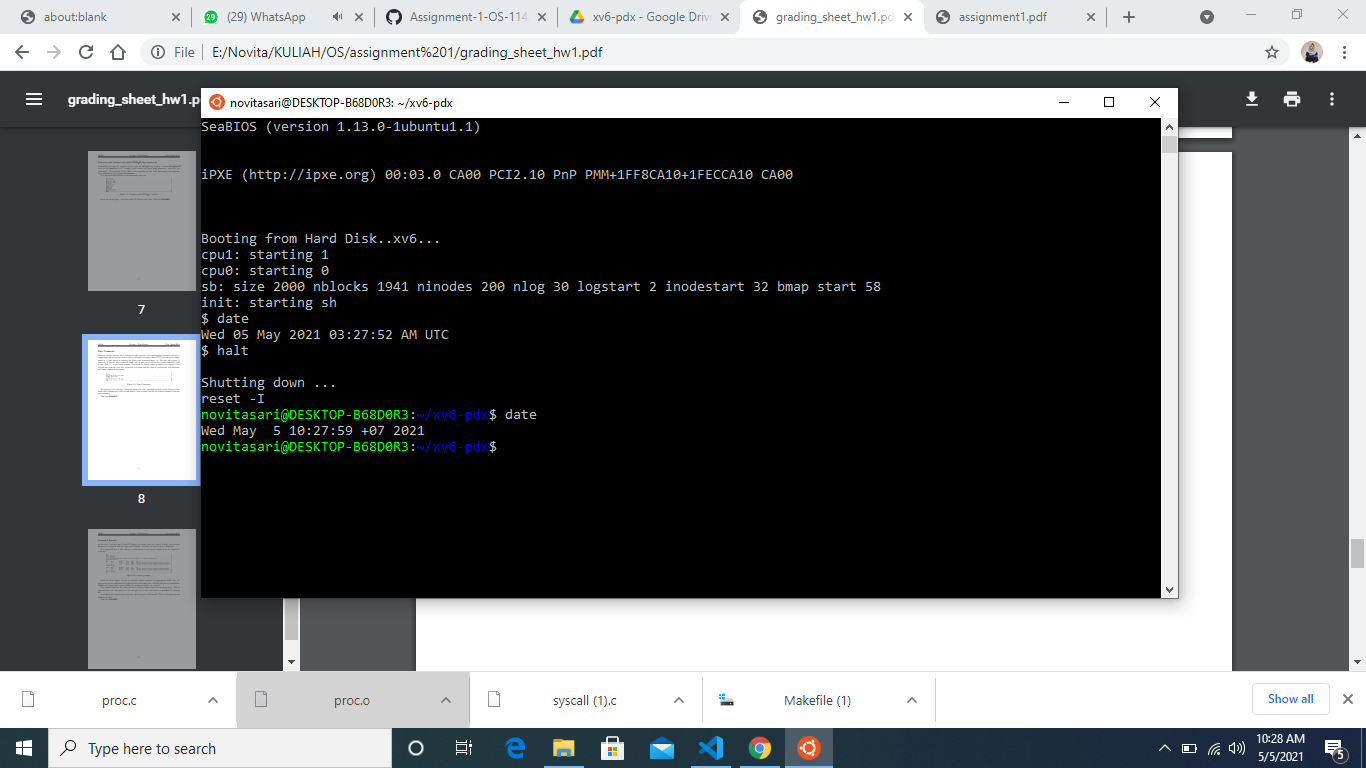 about:blank
(29) WhatsApp
Assignment-1-OS-114
xv6-pdx - Google Driv
grading_sheet_hw1.pd
assignment1.pdf
File
E:/Novita/KULIAH/OS/assignment%201/grading_sheet_hw1.pdf
grading_sheet_hw1.p
novitasari@DESKTOP-B68D0R3: ~/xv6-pdx
SeaBIOS (version 1.13.0-1ubuntu1.1)
iPXE (http://ipxe.org) 00:03.0 CA00 PCI2.10 PnP PMM+1FF8CA10+1FECCA10 CA00
Booting from Hard Disk..xv6...
cpu1: starting 1
cpu0: starting 0
sb: size 2000 nblocks 1941 ninodes 200 nlog 30 logstart 2 inodestart 32 bmap start 58
init: starting sh
$ date
Wed 05 May 2021 03:27:52 AM UTC
$ halt
Shutting down ...
reset -I
novitasari@DESKTOP-B68D0R3:~/xv6-pdx$ date
Wed May  5 10:27:59 +07 2021
novitasari@DESKTOP-B68D0R3:~/xv6-pdx$
7
8
proc.c
proc.o
syscall (1).c
Makefile (1)
Show all
Type here to search
10:28 AM
5/5/2021
5